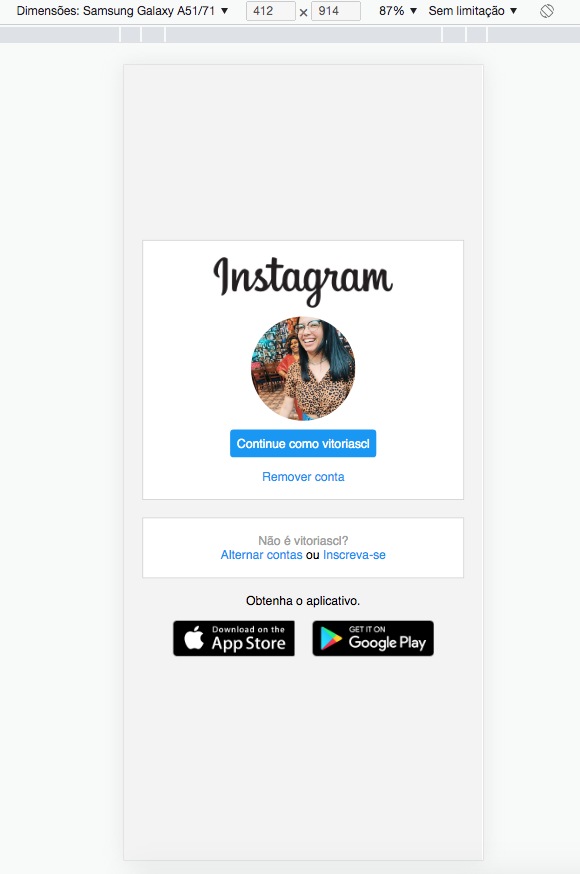 Dimensões: Samsung Galaxy A51/71 ▼ 412 × 914 87% ▼ Sem limitação ▼
Instagram
Continue como vitoriascl
Remover conta
Não é vitoriascl?
Alternar contas ou Inscreva-se
Obtenha o aplicativo.
Download on the
App Store
GET IT ON
Google Play